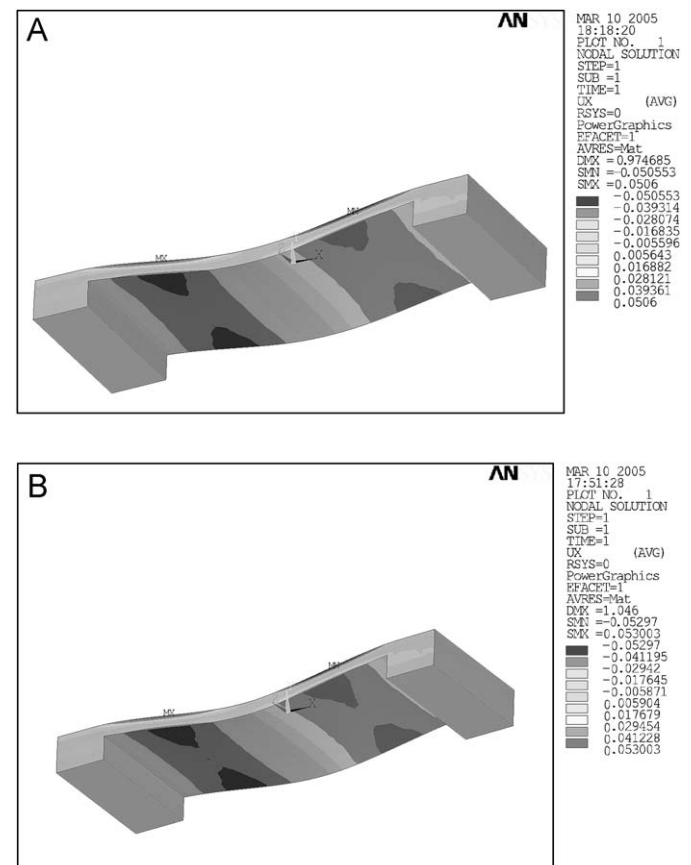 A
AN
MAR 10 2005
18:18:20
PLOT NO. 1
NODAL SOLUTION
STEP=1
SUB =1
TIME=1
UX (AVG)
RSYS=0
PowerGraphics
EFACET=1
AVRES=Mat
DMX =0.974685
SMN =-0.050553
SMX =0.0506
-0.050553
-0.039314
-0.028074
-0.016835
-0.005596
0.005643
0.016882
0.028121
0.039361
0.0506
MN
MX
X
B
AN
MAR 10 2005
17:51:28
PLOT NO. 1
NODAL SOLUTION
STEP=1
SUB =1
TIME=1
UX (AVG)
RSYS=0
PowerGraphics
EFACET=1
AVRES=Mat
DMX =1.046
SMN =-0.05297
SMX =0.053003
-0.05297
-0.041195
-0.02942
-0.017645
-0.005871
0.005904
0.017679
0.029454
0.041228
0.053003
MN
MX
X